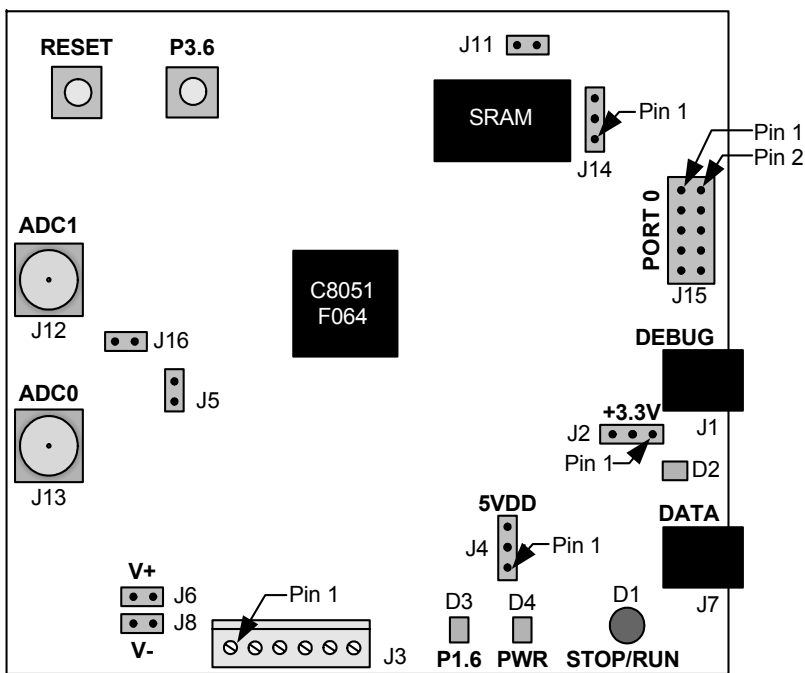 RESET
P3.6
J11
SRAM
Pin 1
J14
Pin 1
Pin 2
PORT 0
J15
ADC1
J12
C8051
F064
J16
J5
DEBUG
J1
+3.3V
J2
Pin 1
D2
ADC0
J13
5VDD
J4
Pin 1
DATA
J7
V+
J6
J8
V-
Pin 1
J3
D3
P1.6
D4
PWR
D1
STOP/RUN